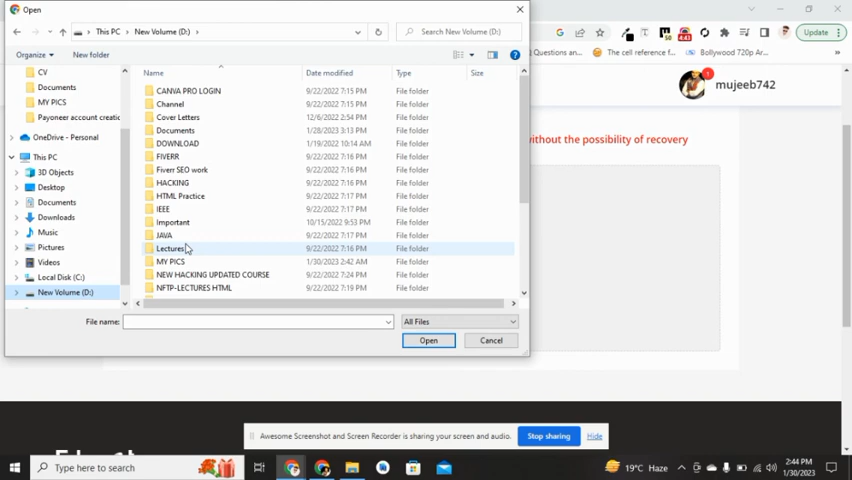 Open
This PC > New Volume (D:) >
Search New Volume (D:)
Update
Organize
New folder
Questions an...
The cell reference f...
Bollywood 720p Ar...
50
4:43
CV
Documents
MY PICS
Payoneer account creatio
OneDrive - Personal
This PC
3D Objects
Desktop
Documents
Downloads
Music
Pictures
Videos
Local Disk (C:)
New Volume (D:)
Name Date modified Type Size
CANVA PRO LOGIN 9/22/2022 7:15 PM File folder
Channel 9/22/2022 7:15 PM File folder
Cover Letters 12/6/2022 2:54 PM File folder
Documents 1/28/2023 3:13 PM File folder
DOWNLOAD 1/19/2022 10:14 AM File folder
FIVERR 9/22/2022 7:16 PM File folder
Fiverr SEO work 9/22/2022 7:16 PM File folder
HACKING 9/22/2022 7:16 PM File folder
HTML Practice 9/22/2022 7:17 PM File folder
IEEE 9/22/2022 7:17 PM File folder
Important 10/15/2022 9:53 PM File folder
JAVA 9/22/2022 7:17 PM File folder
Lectures 9/22/2022 7:16 PM File folder
MY PICS 1/30/2023 2:42 AM File folder
NEW HACKING UPDATED COURSE 9/22/2022 7:24 PM File folder
NFTP-LECTURES HTML 9/22/2022 7:19 PM File folder
File name:
All Files
Open
Cancel
1
mujeeb742
without the possibility of recovery
Awesome Screenshot and Screen Recorder is sharing your screen and audio.
Stop sharing
Hide
Type here to search
19°C Haze
2:44 PM
1/30/2023